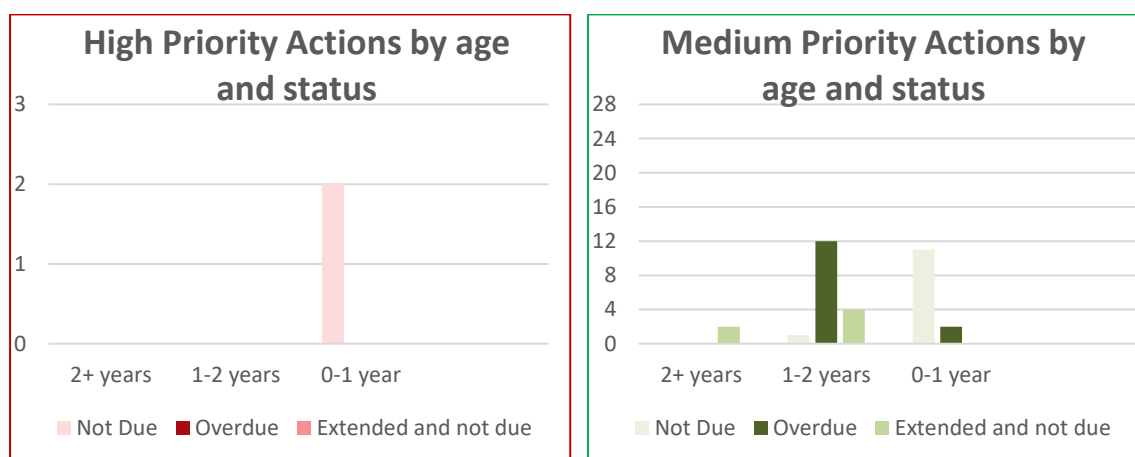 High Priority Actions by age
and status
3
2
1
0
2+ years 1-2 years 0-1 year
Not Due Overdue Extended and not due
Medium Priority Actions by
age and status
28
24
20
16
12
8
4
0
2+ years 1-2 years 0-1 year
Not Due Overdue Extended and not due